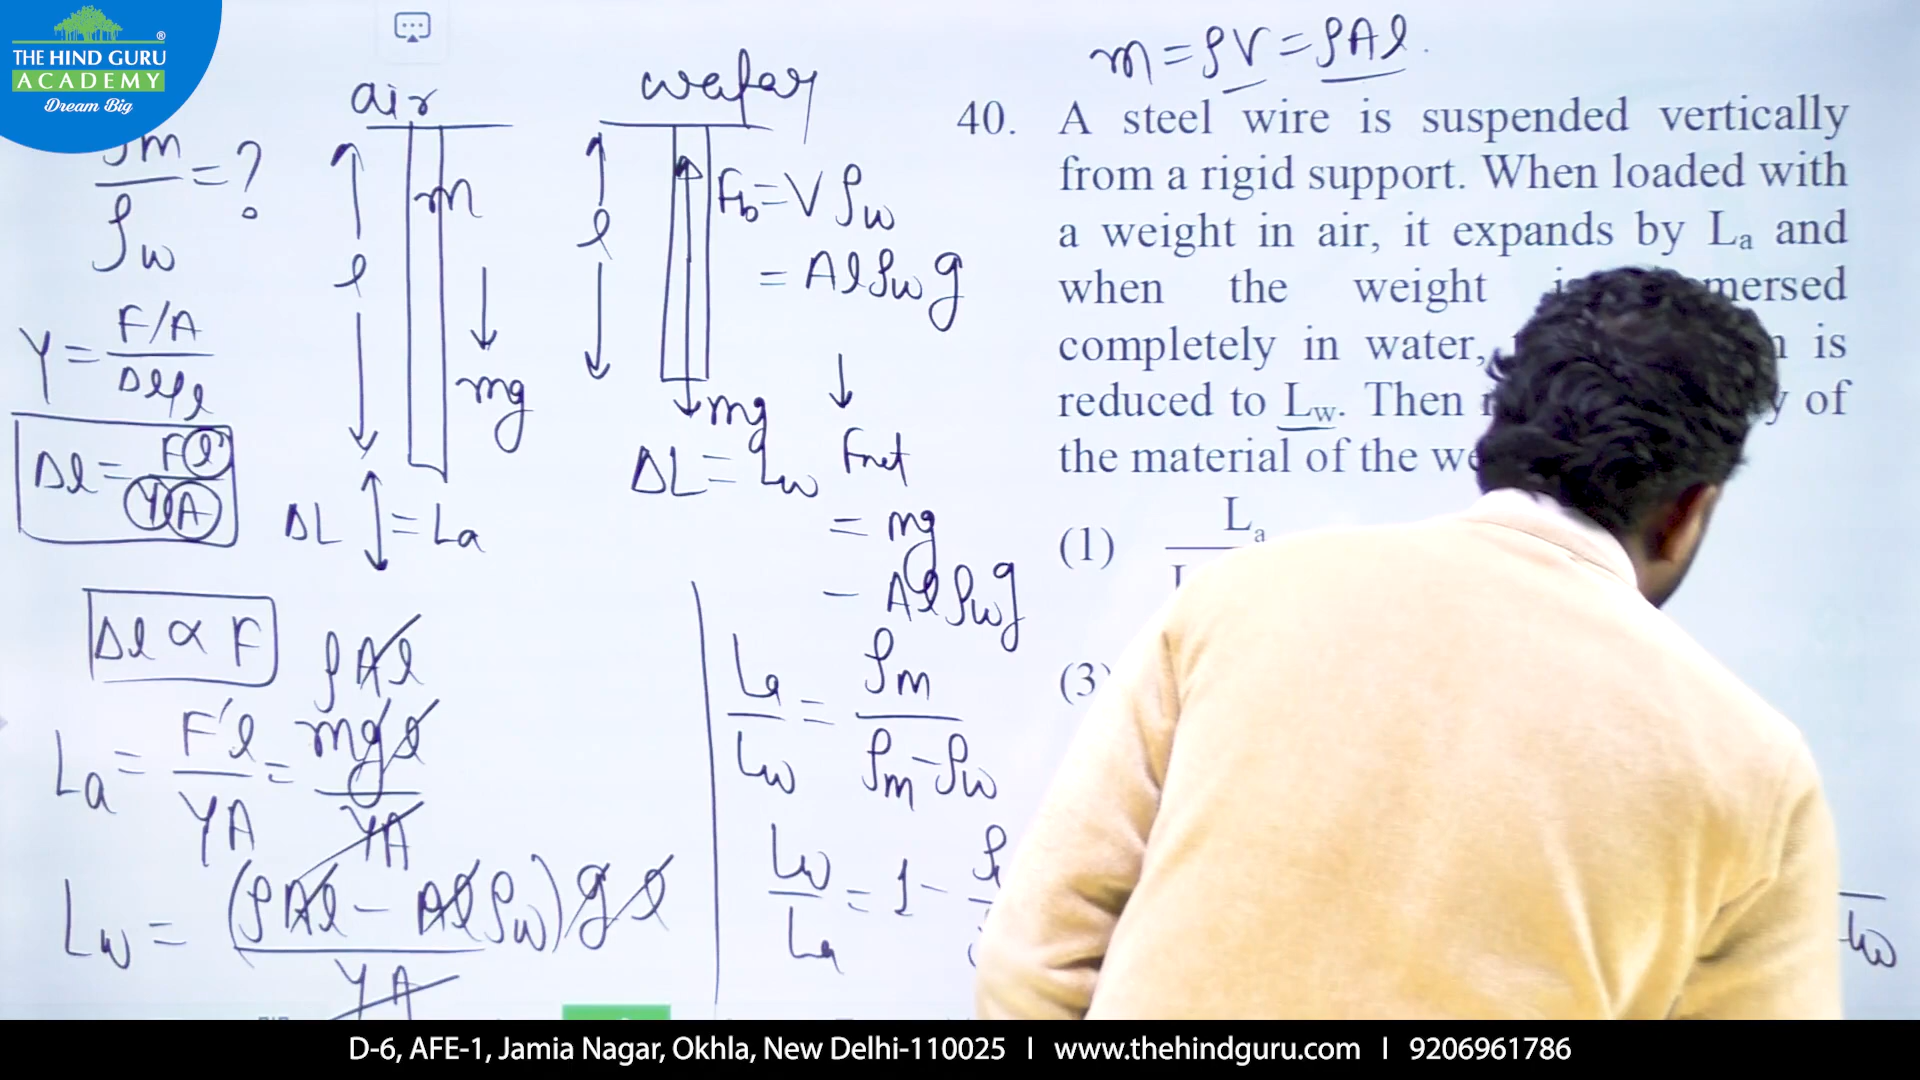 THE HIND GURU
ACADEMY
Dream Big
m = ρV = ρAl.
air
water
ρm/ρw = ?
Y = F/A / Δl/l
Δl = Fl/YA
Δl ∝ F
m
l
mg
ΔL = La
l
Fb = Vρw
= Alρw g
mg
ΔL = Lw
Fnet
= mg
- Alρw g
ρAl
La = F l/YA = mgl/YA
Lw = (ρAl - Alρw)gl/YA
La/Lw = ρm/ρm-ρw
Lw/La = 1 -
40. A steel wire is suspended vertically
from a rigid support. When loaded with
a weight in air, it expands by La and
when the weight
completely in water, is
reduced to Lw. Then of
the material of the
(1) La
(3)
D-6, AFE-1, Jamia Nagar, Okhla, New Delhi-110025 | www.thehindguru.com | 9206961786